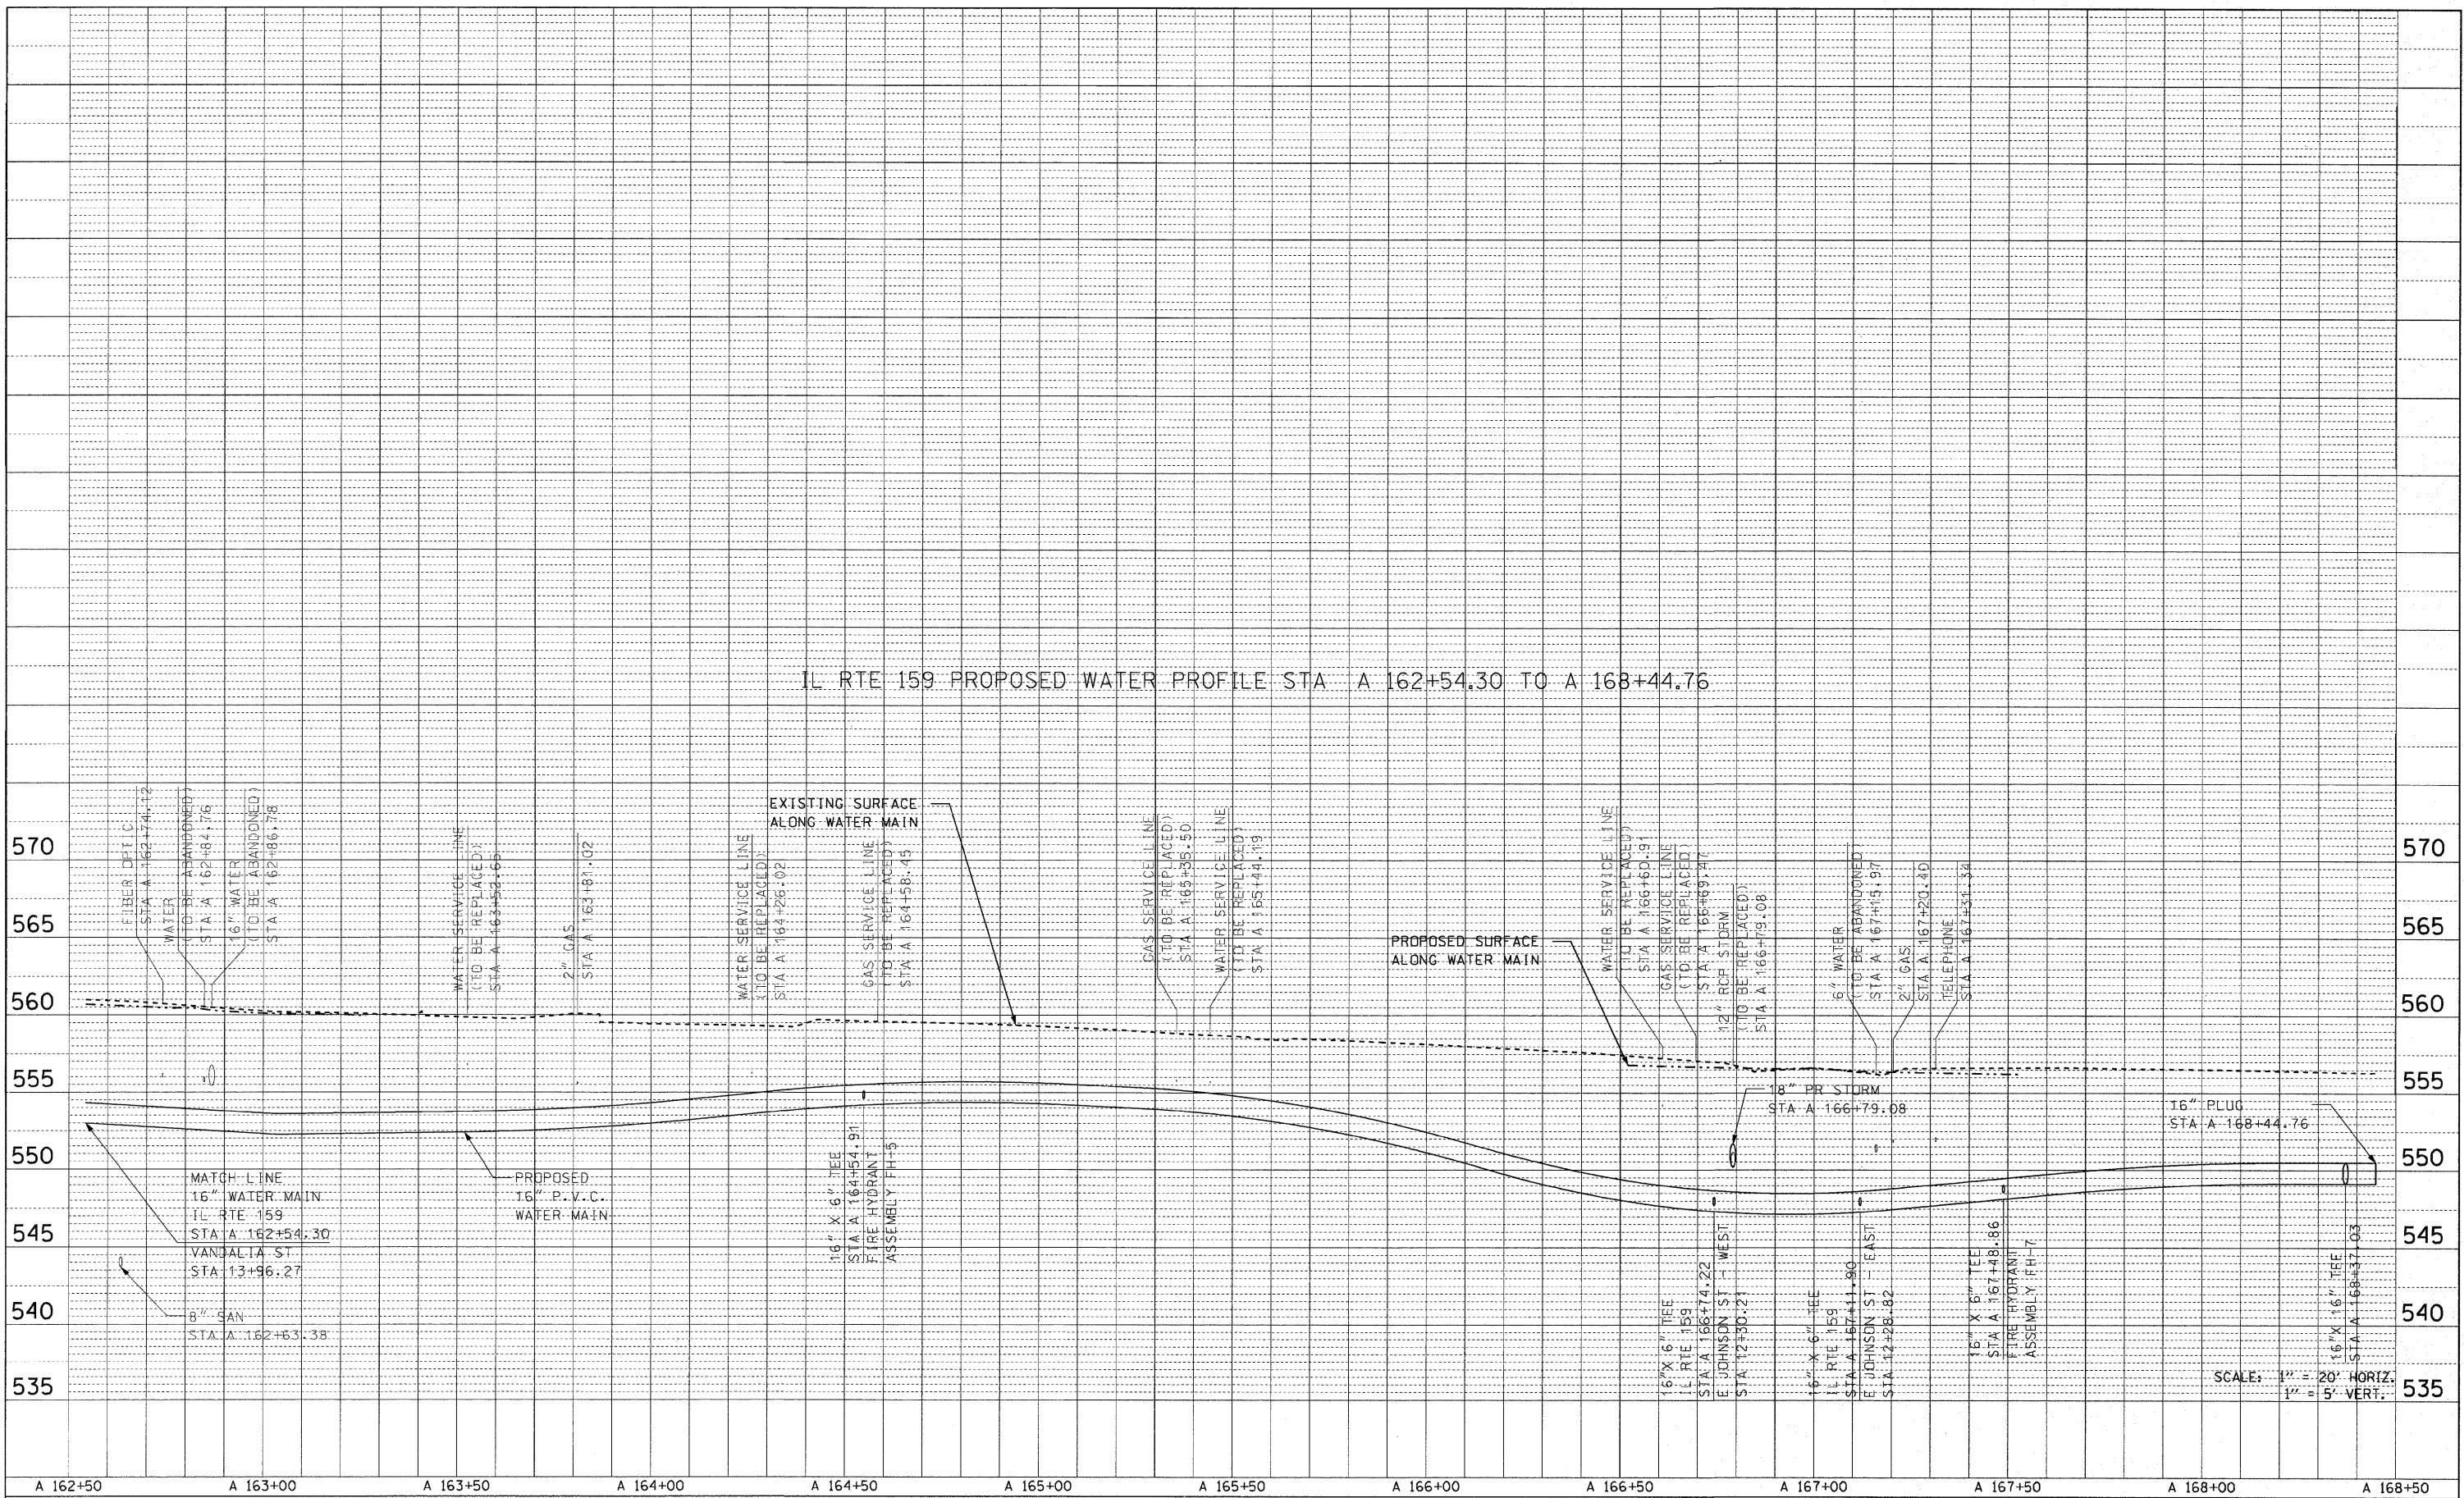 IL RTE 159 PROPOSED WATER PROFILE STA A 162+54.30 TO A 168+44.76
FIBER OPTIC
STA A 162+74.12
WATER
(TO BE ABANDONED)
STA A 162+84.76
16" WATER
(TO BE ABANDONED)
STA A 162+86.78
WATER SERVICE LINE
(TO BE REPLACED)
STA A 163+52.65
2" GAS
STA A 163+81.02
WATER SERVICE LINE
(TO BE REPLACED)
STA A 164+26.02
EXISTING SURFACE
ALONG WATER MAIN
GAS SERVICE LINE
(TO BE REPLACED)
STA A 164+58.45
GAS SERVICE LINE
(TO BE REPLACED)
STA A 165+35.50
WATER SERVICE LINE
(TO BE REPLACED)
STA A 165+44.19
PROPOSED SURFACE
ALONG WATER MAIN
WATER SERVICE LINE
(TO BE REPLACED)
STA A 166+60.91
GAS SERVICE LINE
(TO BE REPLACED)
STA A 166+69.47
12" RCP STORM
(TO BE REPLACED)
STA A 166+79.08
6" WATER
(TO BE ABANDONED)
STA A 167+15.97
2" GAS
STA A 167+20.40
TELEPHONE
STA A 167+31.34
570
565
560
555
550
545
540
535
570
565
560
555
550
545
540
535
18" PR STORM
STA A 166+79.08
16" PLUG
STA A 168+44.76
MATCH LINE
16" WATER MAIN
IL RTE 159
STA A 162+54.30
VANDALIA ST
STA 13+96.27
8" SAN
STA A 162+63.38
PROPOSED
16" P.V.C.
WATER MAIN
16" X 6" TEE
STA A 164+54.91
FIRE HYDRANT
ASSEMBLY FH-5
16" X 6" TEE
IL RTE 159
STA A 166+74.22
E JOHNSON ST - WEST
STA 12+30.21
16" X 6" TEE
IL RTE 159
STA A 167+11.90
E JOHNSON ST - EAST
STA 12+28.82
16" X 6" TEE
STA A 167+48.86
FIRE HYDRANT
ASSEMBLY FH-7
16" X 16" TEE
STA A 168+37.03
SCALE: 1" = 20' HORIZ.
1" = 5' VERT.
A 162+50
A 163+00
A 163+50
A 164+00
A 164+50
A 165+00
A 165+50
A 166+00
A 166+50
A 167+00
A 167+50
A 168+00
A 168+50